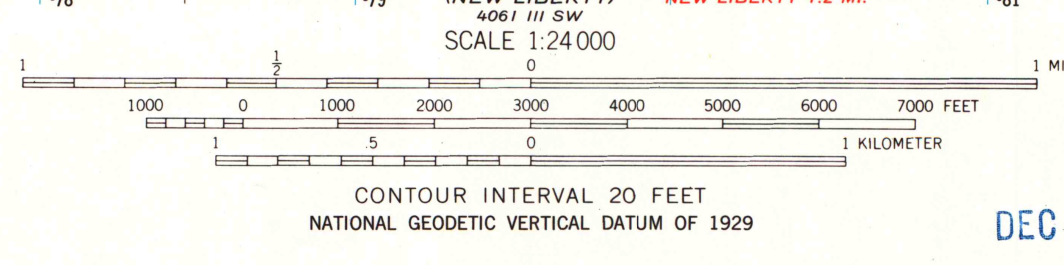 (NEW LIBERTY) NEW LIBERTY 1.2 MI.
4061 III SW
SCALE 1:24 000
1 1/2 0 1 MI
1000 0 1000 2000 3000 4000 5000 6000 7000 FEET
1 .5 0 1 KILOMETER
CONTOUR INTERVAL 20 FEET
NATIONAL GEODETIC VERTICAL DATUM OF 1929
DEC